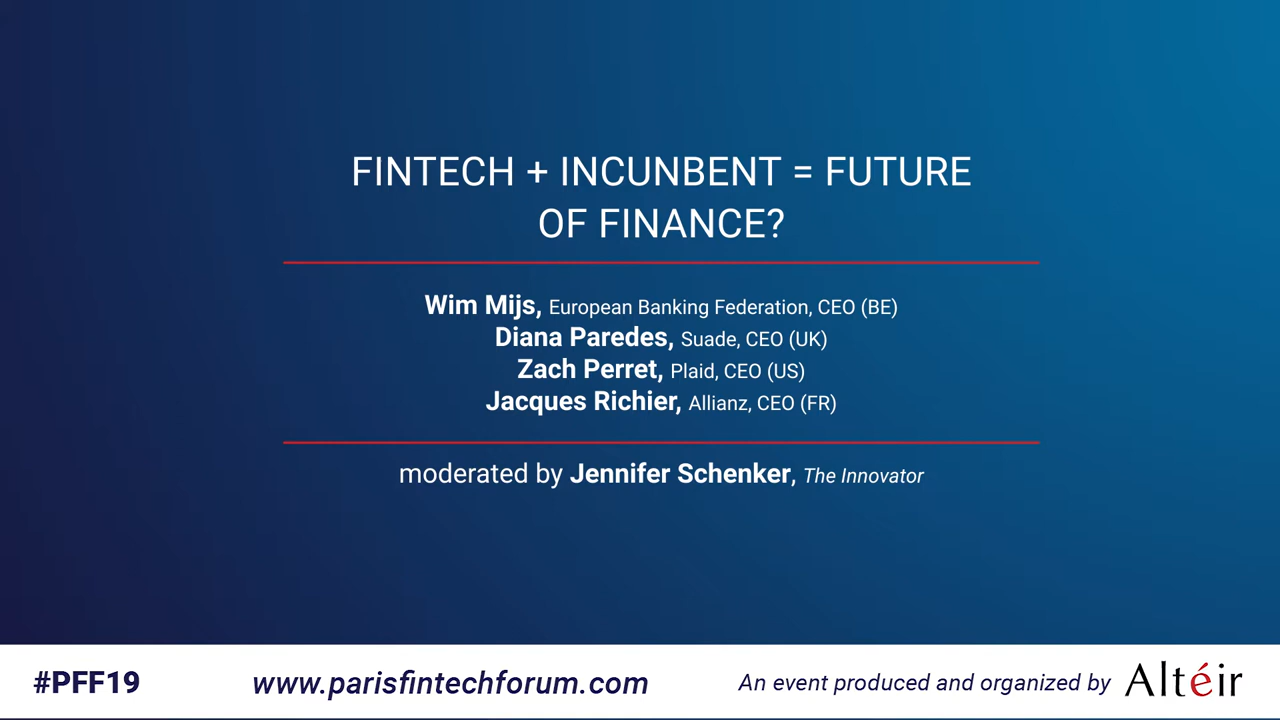 FINTECH + INCUNBENT = FUTURE
OF FINANCE?
Wim Mijs, European Banking Federation, CEO (BE)
Diana Paredes, Suade, CEO (UK)
Zach Perret, Plaid, CEO (US)
Jacques Richier, Allianz, CEO (FR)
moderated by Jennifer Schenker, The Innovator
#PFF19 www.parisfintechforum.com An event produced and organized by Altéir